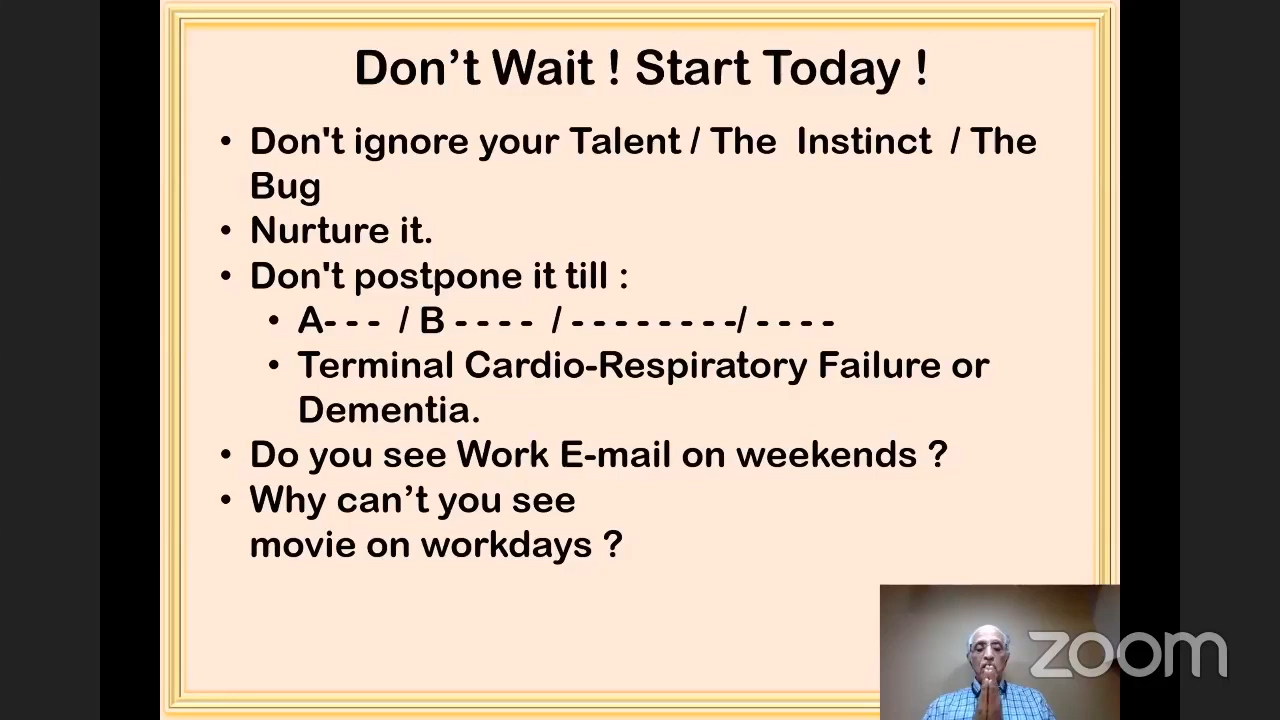 Don’t Wait ! Start Today !
• Don't ignore your Talent / The Instinct / The
Bug
• Nurture it.
• Don't postpone it till :
• A- - - / B - - - - / - - - - - - - -/ - - - -
• Terminal Cardio-Respiratory Failure or
Dementia.
• Do you see Work E-mail on weekends ?
• Why can’t you see
movie on workdays ?
zoom